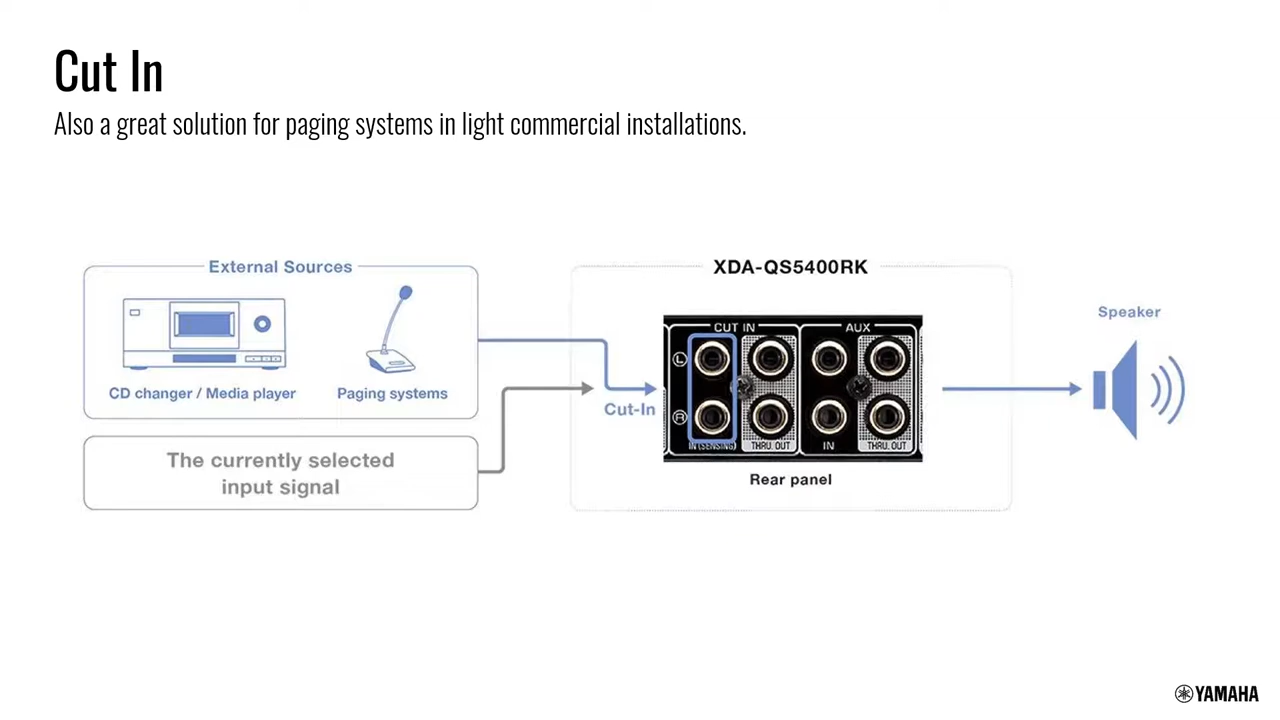 Cut In
Also a great solution for paging systems in light commercial installations.
External Sources
CD changer / Media player
Paging systems
The currently selected
input signal
Cut-In
XDA-QS5400RK
CUT IN
AUX
L
R
IN(SENSING)
THRU. OUT
IN
THRU. OUT
Rear panel
Speaker
YAMAHA